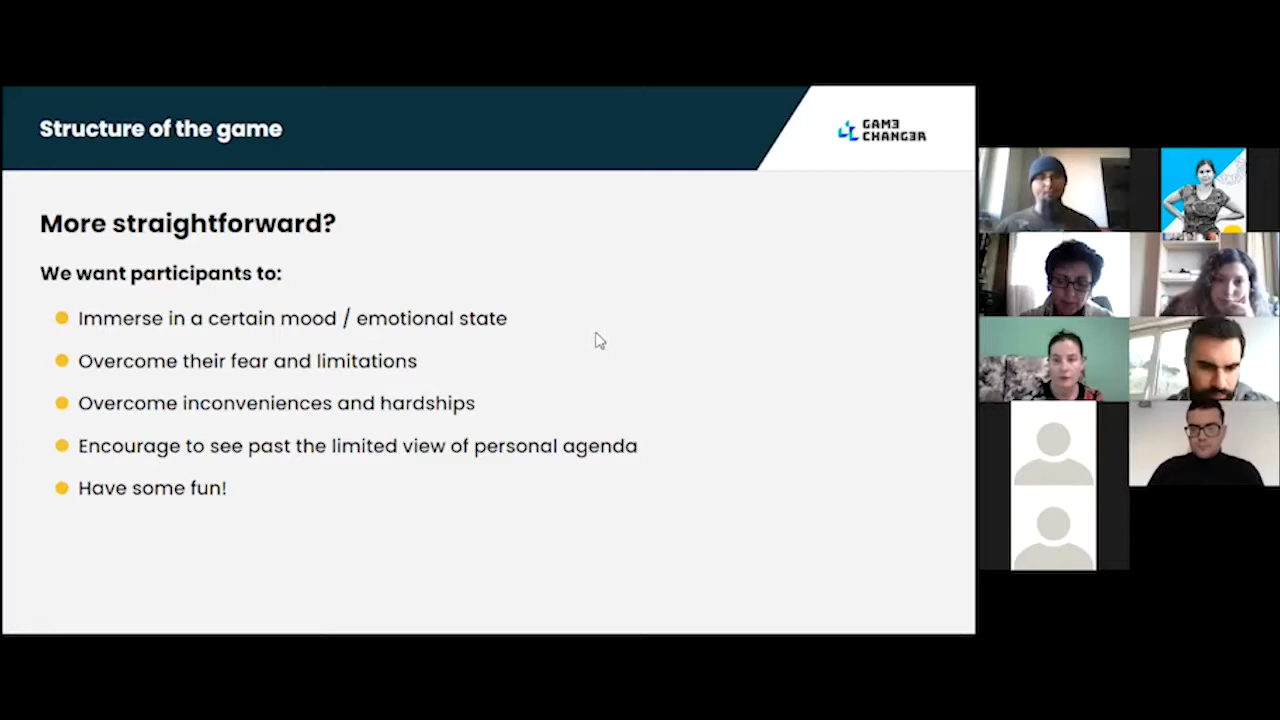 Structure of the game
GAMƎ
CHANGƎR
More straightforward?
We want participants to:
Immerse in a certain mood / emotional state
Overcome their fear and limitations
Overcome inconveniences and hardships
Encourage to see past the limited view of personal agenda
Have some fun!